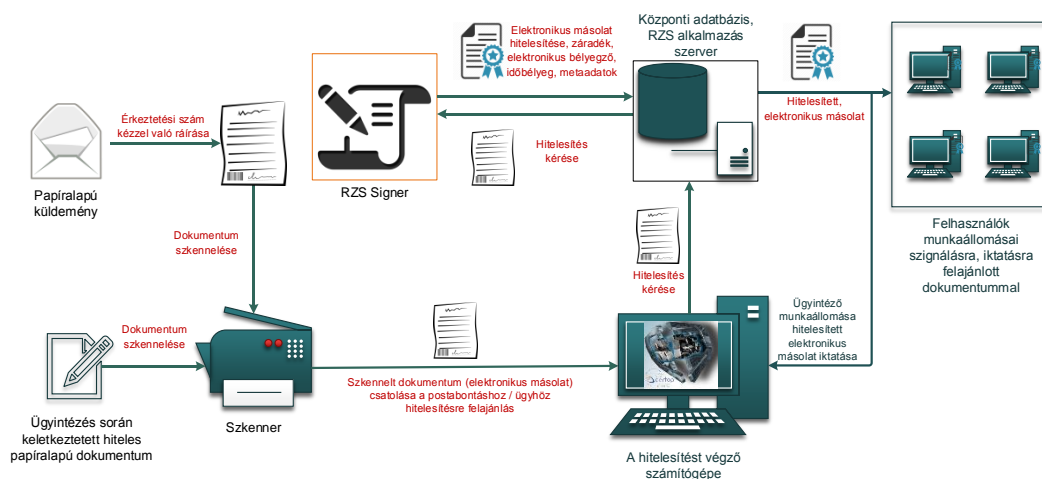 Érkeztetési szám
kézzel való ráírása
Papíralapú
küldemény
RZS Signer
Elektronikus másolat
hitelesítése, záradék,
elektronikus bélyegző,
időbélyeg, metaadatok
Hitelesítés
kérése
Központi adatbázis,
RZS alkalmazás
szerver
Hitelesített,
elektronikus másolat
Felhasználók
munkaállomásai
szignálásra, iktatásra
felajánlott
dokumentummal
Dokumentum
szkennelése
Dokumentum
szkennelése
Ügyintézés során
keletkeztetett hiteles
papíralapú dokumentum
Szkenner
Szkennelt dokumentum (elektronikus másolat)
csatolása a postabontáshoz / ügyhöz
hitelesítésre felajánlás
Hitelesítés
kérése
Ügyintéző
munkaállomása
hitelesített
elektronikus
másolat iktatása
A hitelesítést végző
számítógépe